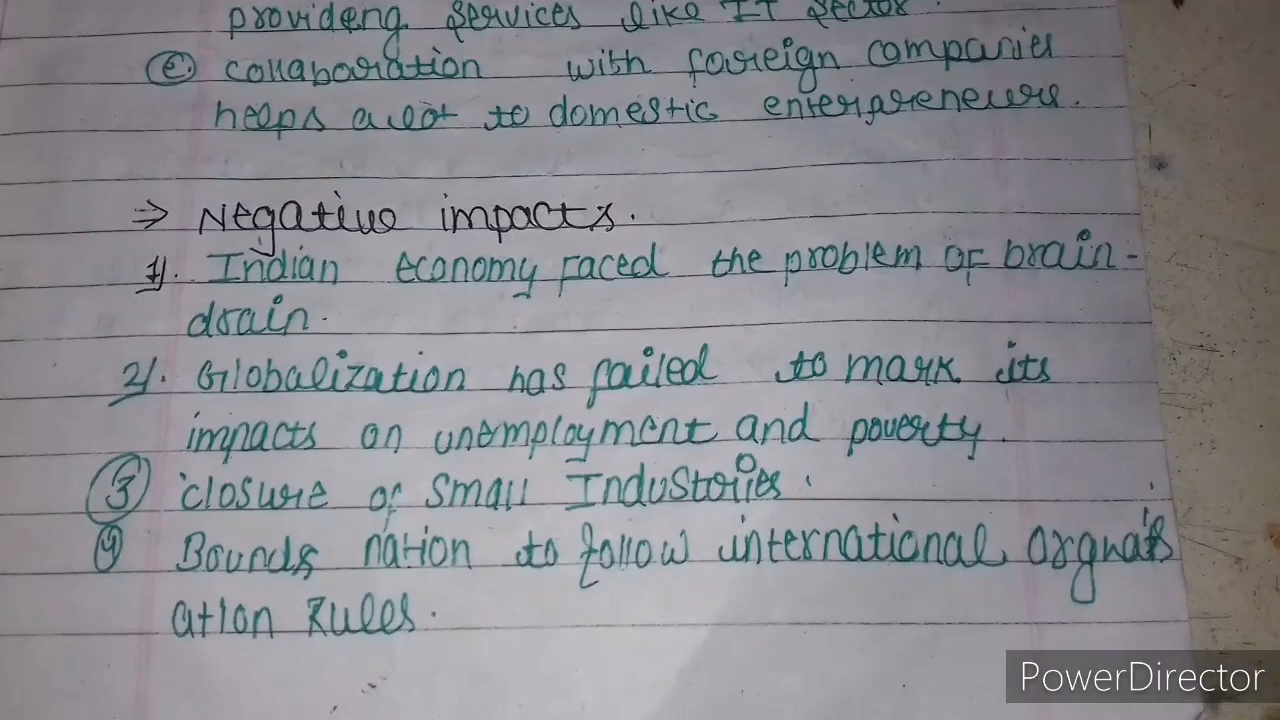 providing services like IT sector.
(e) collaboration with foreign companies
helps a lot to domestic enterpreneurs.
⇒ Negative impacts.
1). Indian economy faced the problem of brain-
drain.
2). Globalization has failed to mark its
impacts on unemployment and poverty.
(3) closure of small Industories.
(4) Bounds nation to follow international orgnais
ation Rules.
PowerDirector